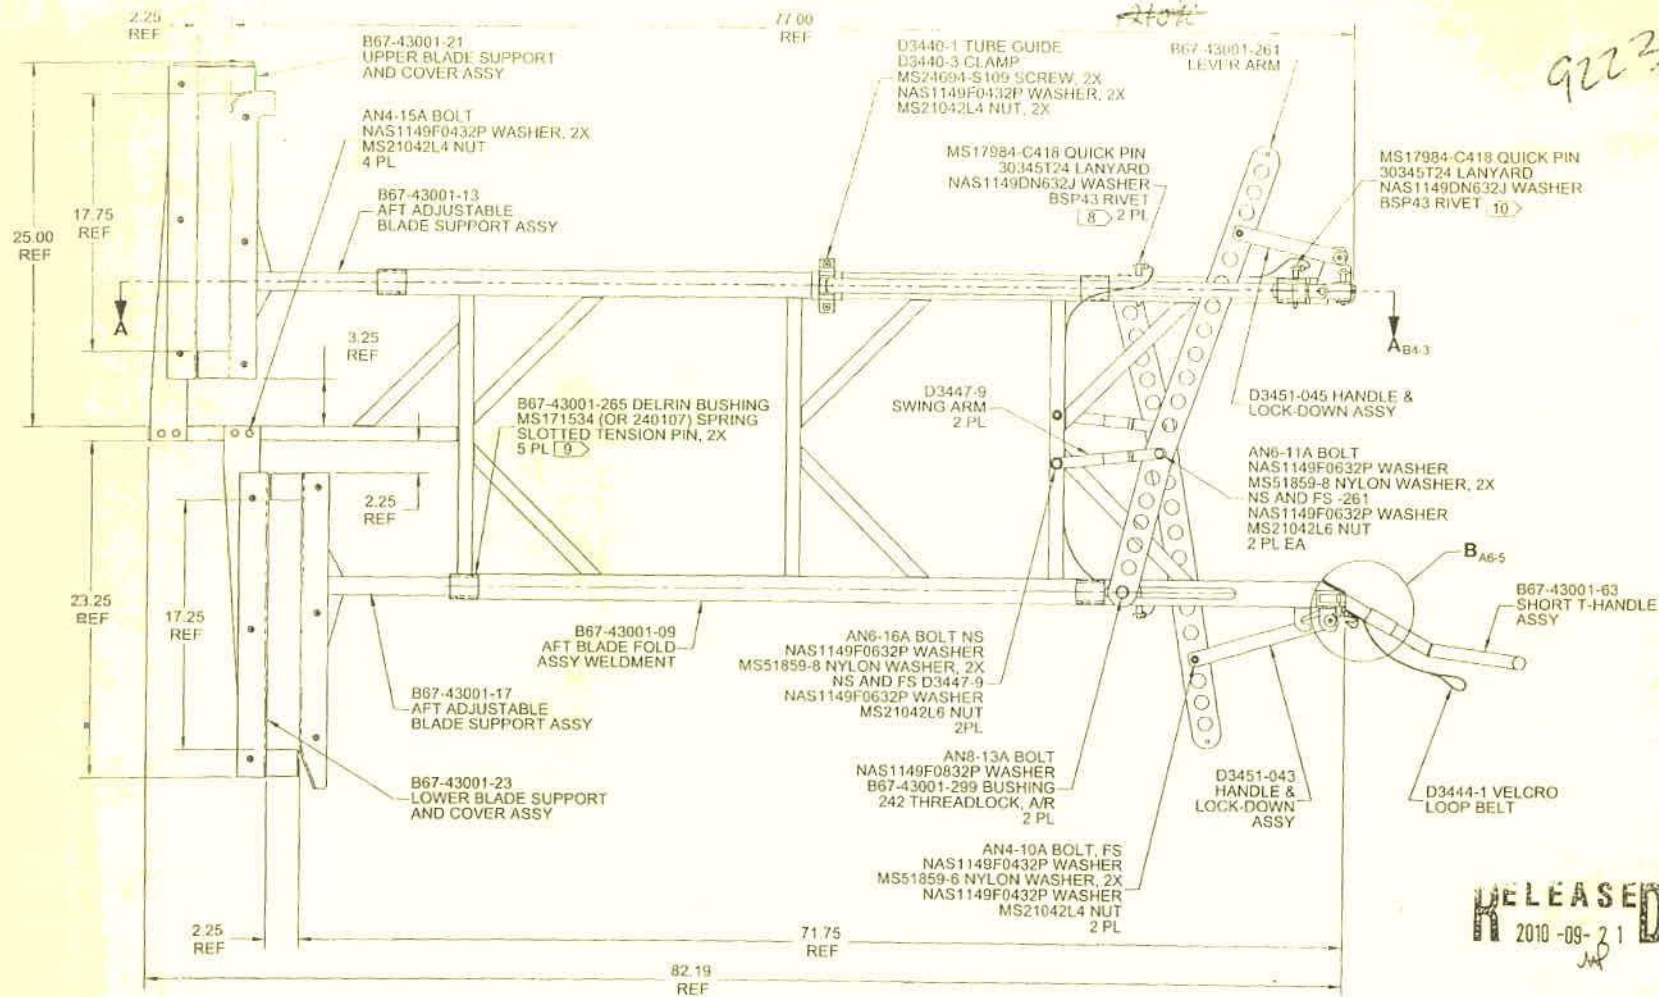 2.25
REF
77.00
REF
9223
B67-43001-21
UPPER BLADE SUPPORT
AND COVER ASSY
D3440-1 TUBE GUIDE
D3440-3 CLAMP
MS24694-S109 SCREW, 2X
NAS1149F0432P WASHER, 2X
MS21042L4 NUT, 2X
B67-43001-261
LEVER ARM
AN4-15A BOLT
NAS1149F0432P WASHER, 2X
MS21042L4 NUT
4 PL
MS17984-C418 QUICK PIN
30345T24 LANYARD
NAS1149DN632J WASHER
BSP43 RIVET
8 2 PL
MS17984-C418 QUICK PIN
30345T24 LANYARD
NAS1149DN632J WASHER
BSP43 RIVET 10
B67-43001-13
AFT ADJUSTABLE
BLADE SUPPORT ASSY
17.75
REF
25.00
REF
A
A B4-3
3.25
REF
B67-43001-265 DELRIN BUSHING
MS171534 (OR 240107) SPRING
SLOTTED TENSION PIN, 2X
5 PL 9
D3447-9
SWING ARM
2 PL
D3451-045 HANDLE &
LOCK-DOWN ASSY
AN6-11A BOLT
NAS1149F0632P WASHER
MS51859-8 NYLON WASHER, 2X
NS AND FS -261
NAS1149F0632P WASHER
MS21042L6 NUT
2 PL EA
2.25
REF
B A6-5
23.25
REF
17.25
REF
B67-43001-63
SHORT T-HANDLE
ASSY
B67-43001-09
AFT BLADE FOLD
ASSY WELDMENT
AN6-16A BOLT NS
NAS1149F0632P WASHER
MS51859-8 NYLON WASHER, 2X
NS AND FS D3447-9
NAS1149F0632P WASHER
MS21042L6 NUT
2PL
B67-43001-17
AFT ADJUSTABLE
BLADE SUPPORT ASSY
AN8-13A BOLT
NAS1149F0832P WASHER
B67-43001-299 BUSHING
242 THREADLOCK, A/R
2 PL
B67-43001-23
LOWER BLADE SUPPORT
AND COVER ASSY
D3451-043
HANDLE &
LOCK-DOWN
ASSY
D3444-1 VELCRO
LOOP BELT
AN4-10A BOLT, FS
NAS1149F0432P WASHER
MS51859-6 NYLON WASHER, 2X
NAS1149F0432P WASHER
MS21042L4 NUT
2 PL
RELEASED
2010-09-21
2.25
REF
71.75
REF
82.19
REF